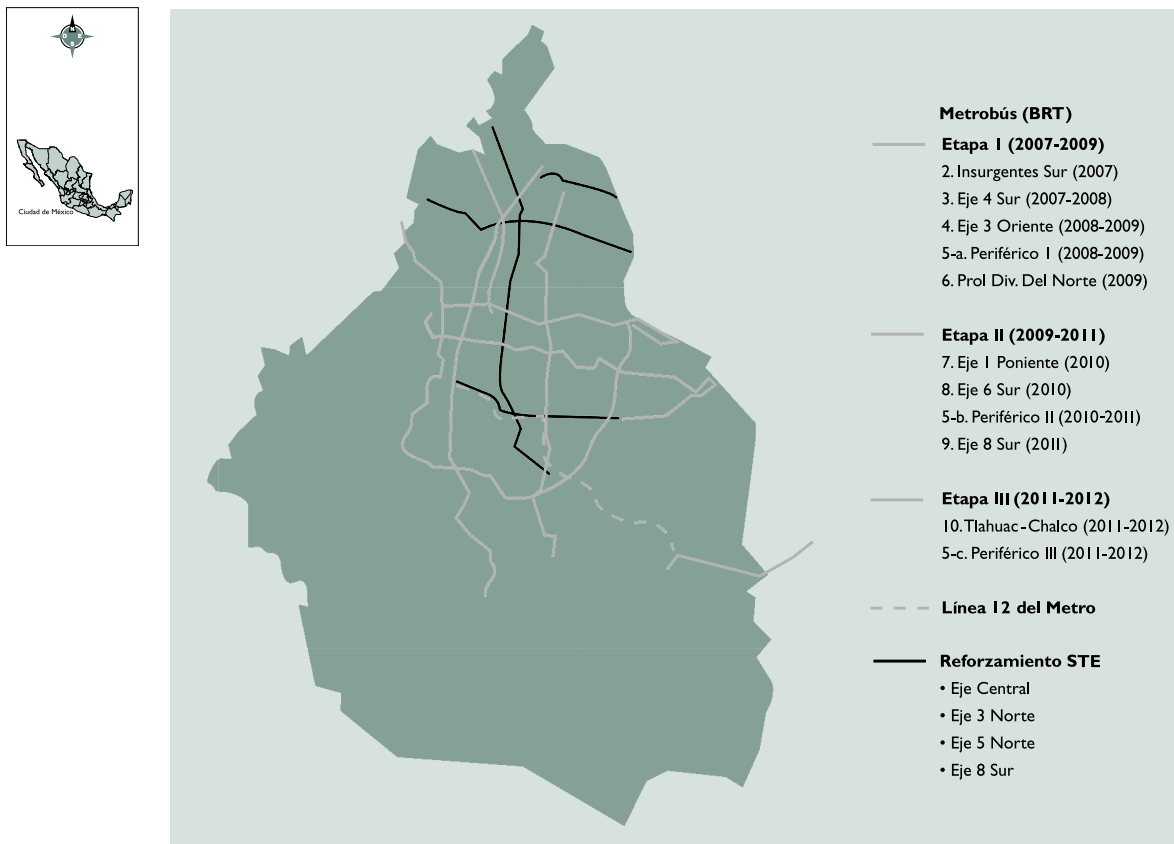 N
O
E
S
Ciudad de México
Metrobús (BRT)
Etapa I (2007-2009)
2. Insurgentes Sur (2007)
3. Eje 4 Sur (2007-2008)
4. Eje 3 Oriente (2008-2009)
5-a. Periférico I (2008-2009)
6. Prol Div. Del Norte (2009)
Etapa II (2009-2011)
7. Eje 1 Poniente (2010)
8. Eje 6 Sur (2010)
5-b. Periférico II (2010-2011)
9. Eje 8 Sur (2011)
Etapa III (2011-2012)
10. Tlahuac-Chalco (2011-2012)
5-c. Periférico III (2011-2012)
Línea 12 del Metro
Reforzamiento STE
• Eje Central
• Eje 3 Norte
• Eje 5 Norte
• Eje 8 Sur